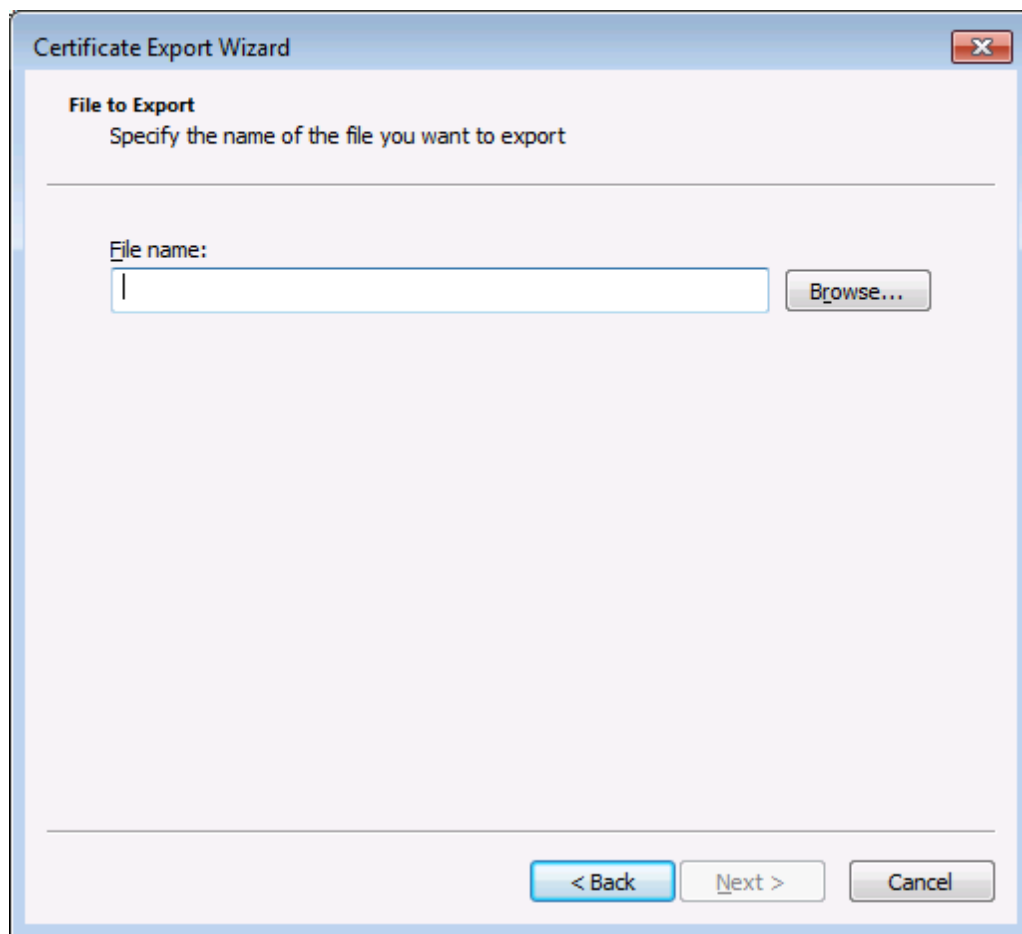 Certificate Export Wizard
File to Export
Specify the name of the file you want to export
File name:
Browse...
< Back
Next >
Cancel